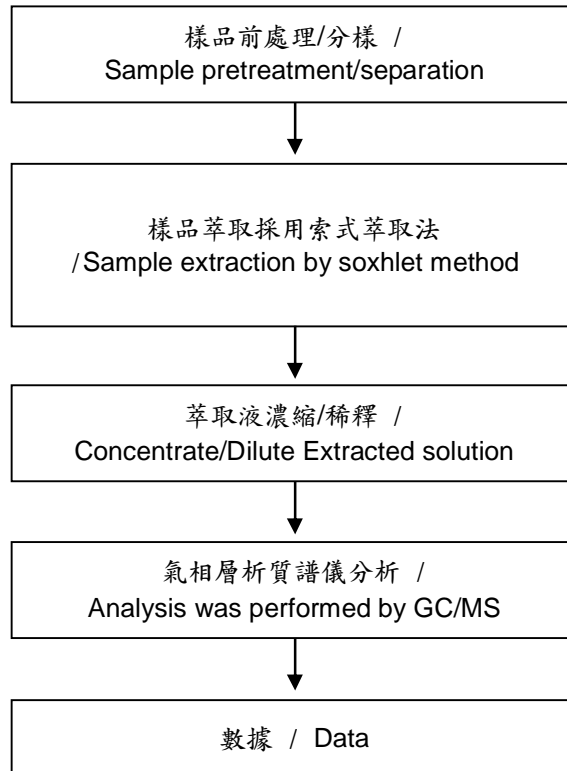 樣品前處理/分樣 /
Sample pretreatment/separation
樣品萃取採用索式萃取法
/Sample extraction by soxhlet method
萃取液濃縮/稀釋 /
Concentrate/Dilute Extracted solution
氣相層析質譜儀分析 /
Analysis was performed by GC/MS
數據 / Data